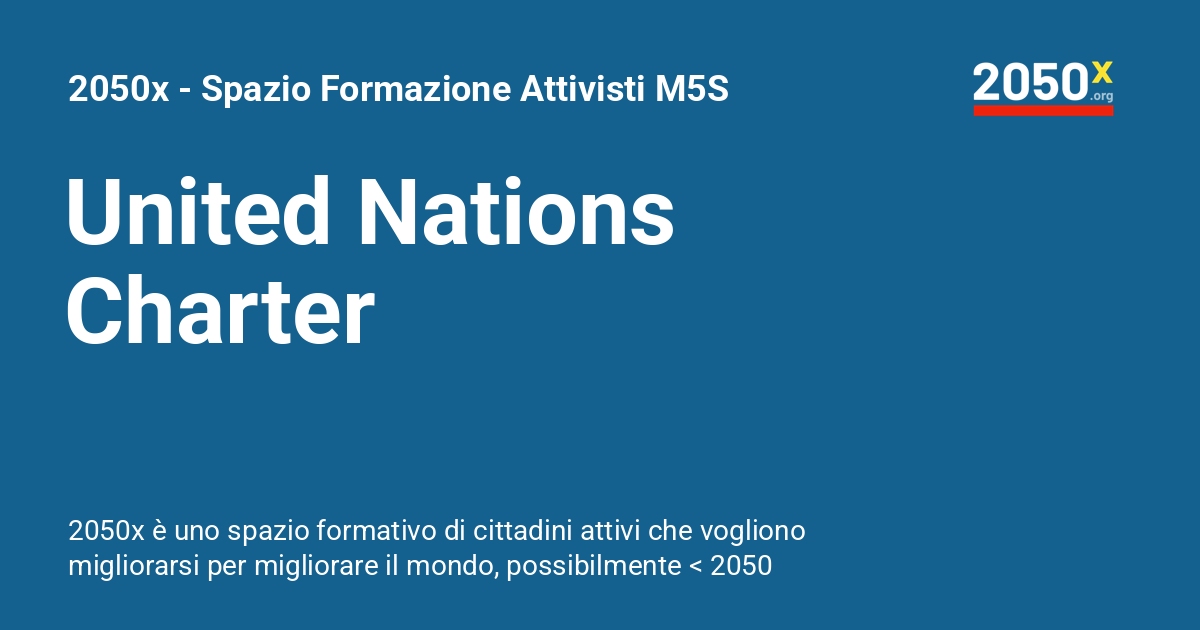 2050x - Spazio Formazione Attivisti M5S
2050x
.org
United Nations
Charter
2050x è uno spazio formativo di cittadini attivi che vogliono
migliorarsi per migliorare il mondo, possibilmente < 2050